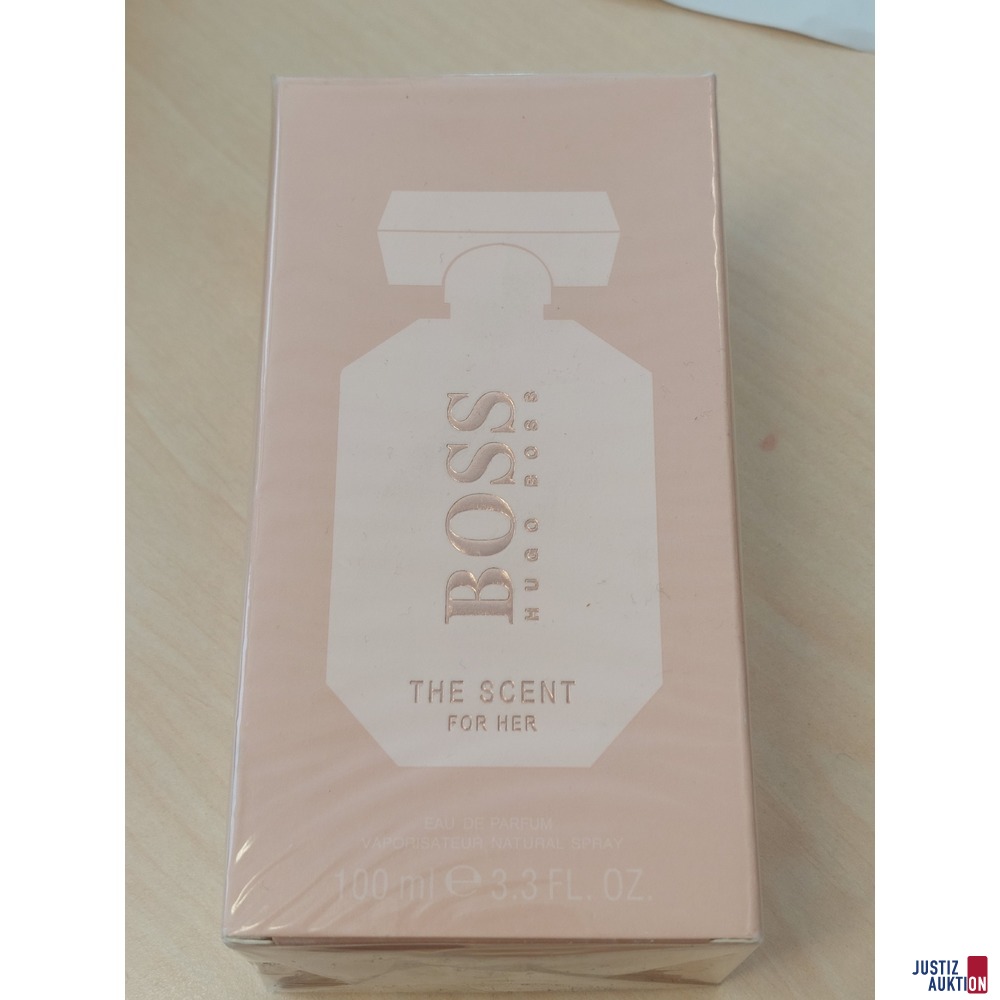 BOSS
HUGO BOSS
THE SCENT
FOR HER
EAU DE PARFUM
VAPORISATEUR NATURAL SPRAY
100 ml ℮ 3.3 FL. OZ.
JUSTIZ
AUKTION